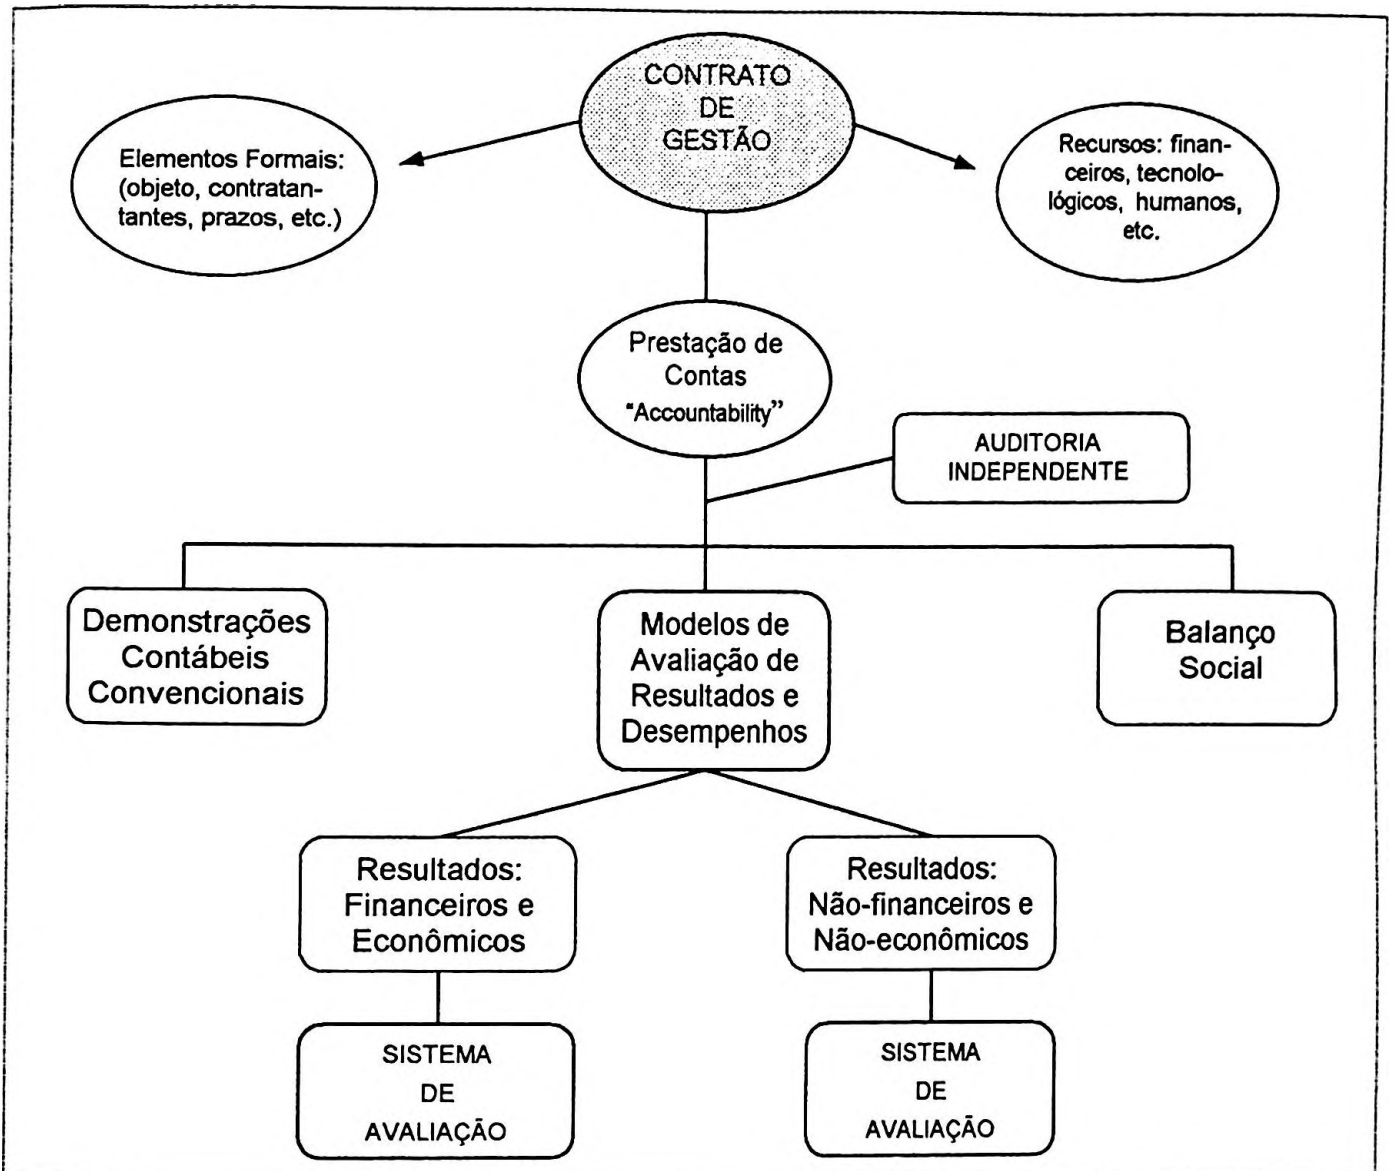 CONTRATO
DE
GESTÃO
Elementos Formais:
(objeto, contratan-
tantes, prazos, etc.)
Recursos: finan-
ceiros, tecnolo-
lógicos, humanos,
etc.
Prestação de
Contas
"Accountability"
AUDITORIA
INDEPENDENTE
Demonstrações
Contábeis
Convencionais
Modelos de
Avaliação de
Resultados e
Desempenhos
Balanço
Social
Resultados:
Financeiros e
Econômicos
Resultados:
Não-financeiros e
Não-econômicos
SISTEMA
DE
AVALIAÇÃO
SISTEMA
DE
AVALIAÇÃO